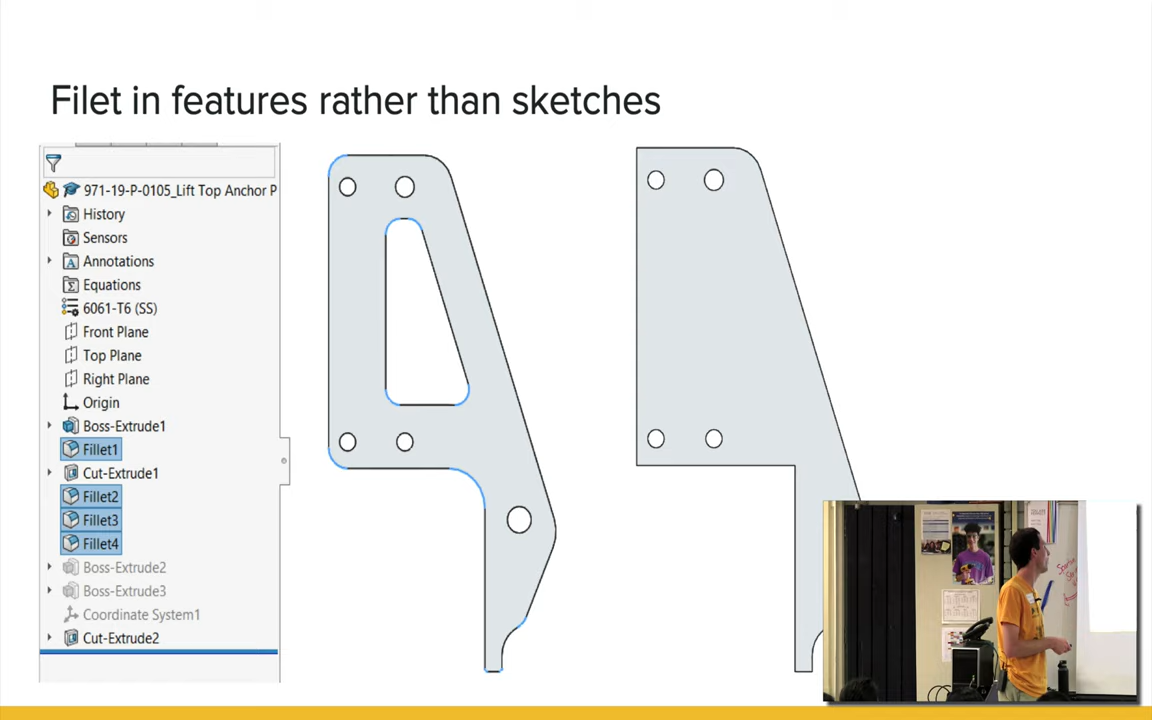 Filet in features rather than sketches
971-19-P-0105_Lift Top Anchor P
History
Sensors
Annotations
Equations
6061-T6 (SS)
Front Plane
Top Plane
Right Plane
Origin
Boss-Extrude1
Fillet1
Cut-Extrude1
Fillet2
Fillet3
Fillet4
Boss-Extrude2
Boss-Extrude3
Coordinate System1
Cut-Extrude2